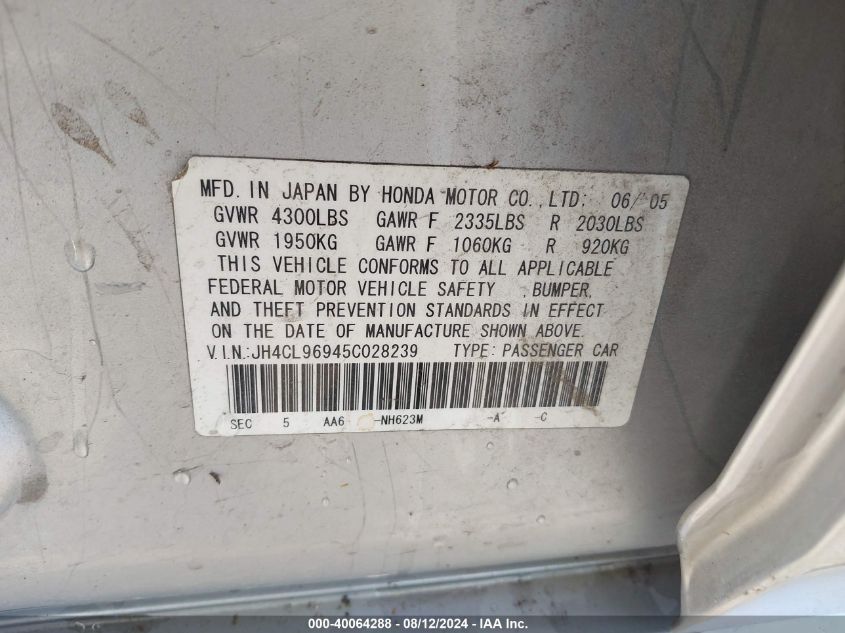 MFD. IN JAPAN BY HONDA MOTOR CO.,LTD; 06/ '05
GVWR 4300LBS GAWR F 2335LBS R 2030LBS
GVWR 1950KG GAWR F 1060KG R 920KG
THIS VEHICLE CONFORMS TO ALL APPLICABLE
FEDERAL MOTOR VEHICLE SAFETY , BUMPER,
AND THEFT PREVENTION STANDARDS IN EFFECT
ON THE DATE OF MANUFACTURE SHOWN ABOVE.
V.I.N.:JH4CL96945C028239 TYPE: PASSENGER CAR
SEC 5 AA6 -NH623M -A -C
000-40064288 - 08/12/2024 - IAA Inc.